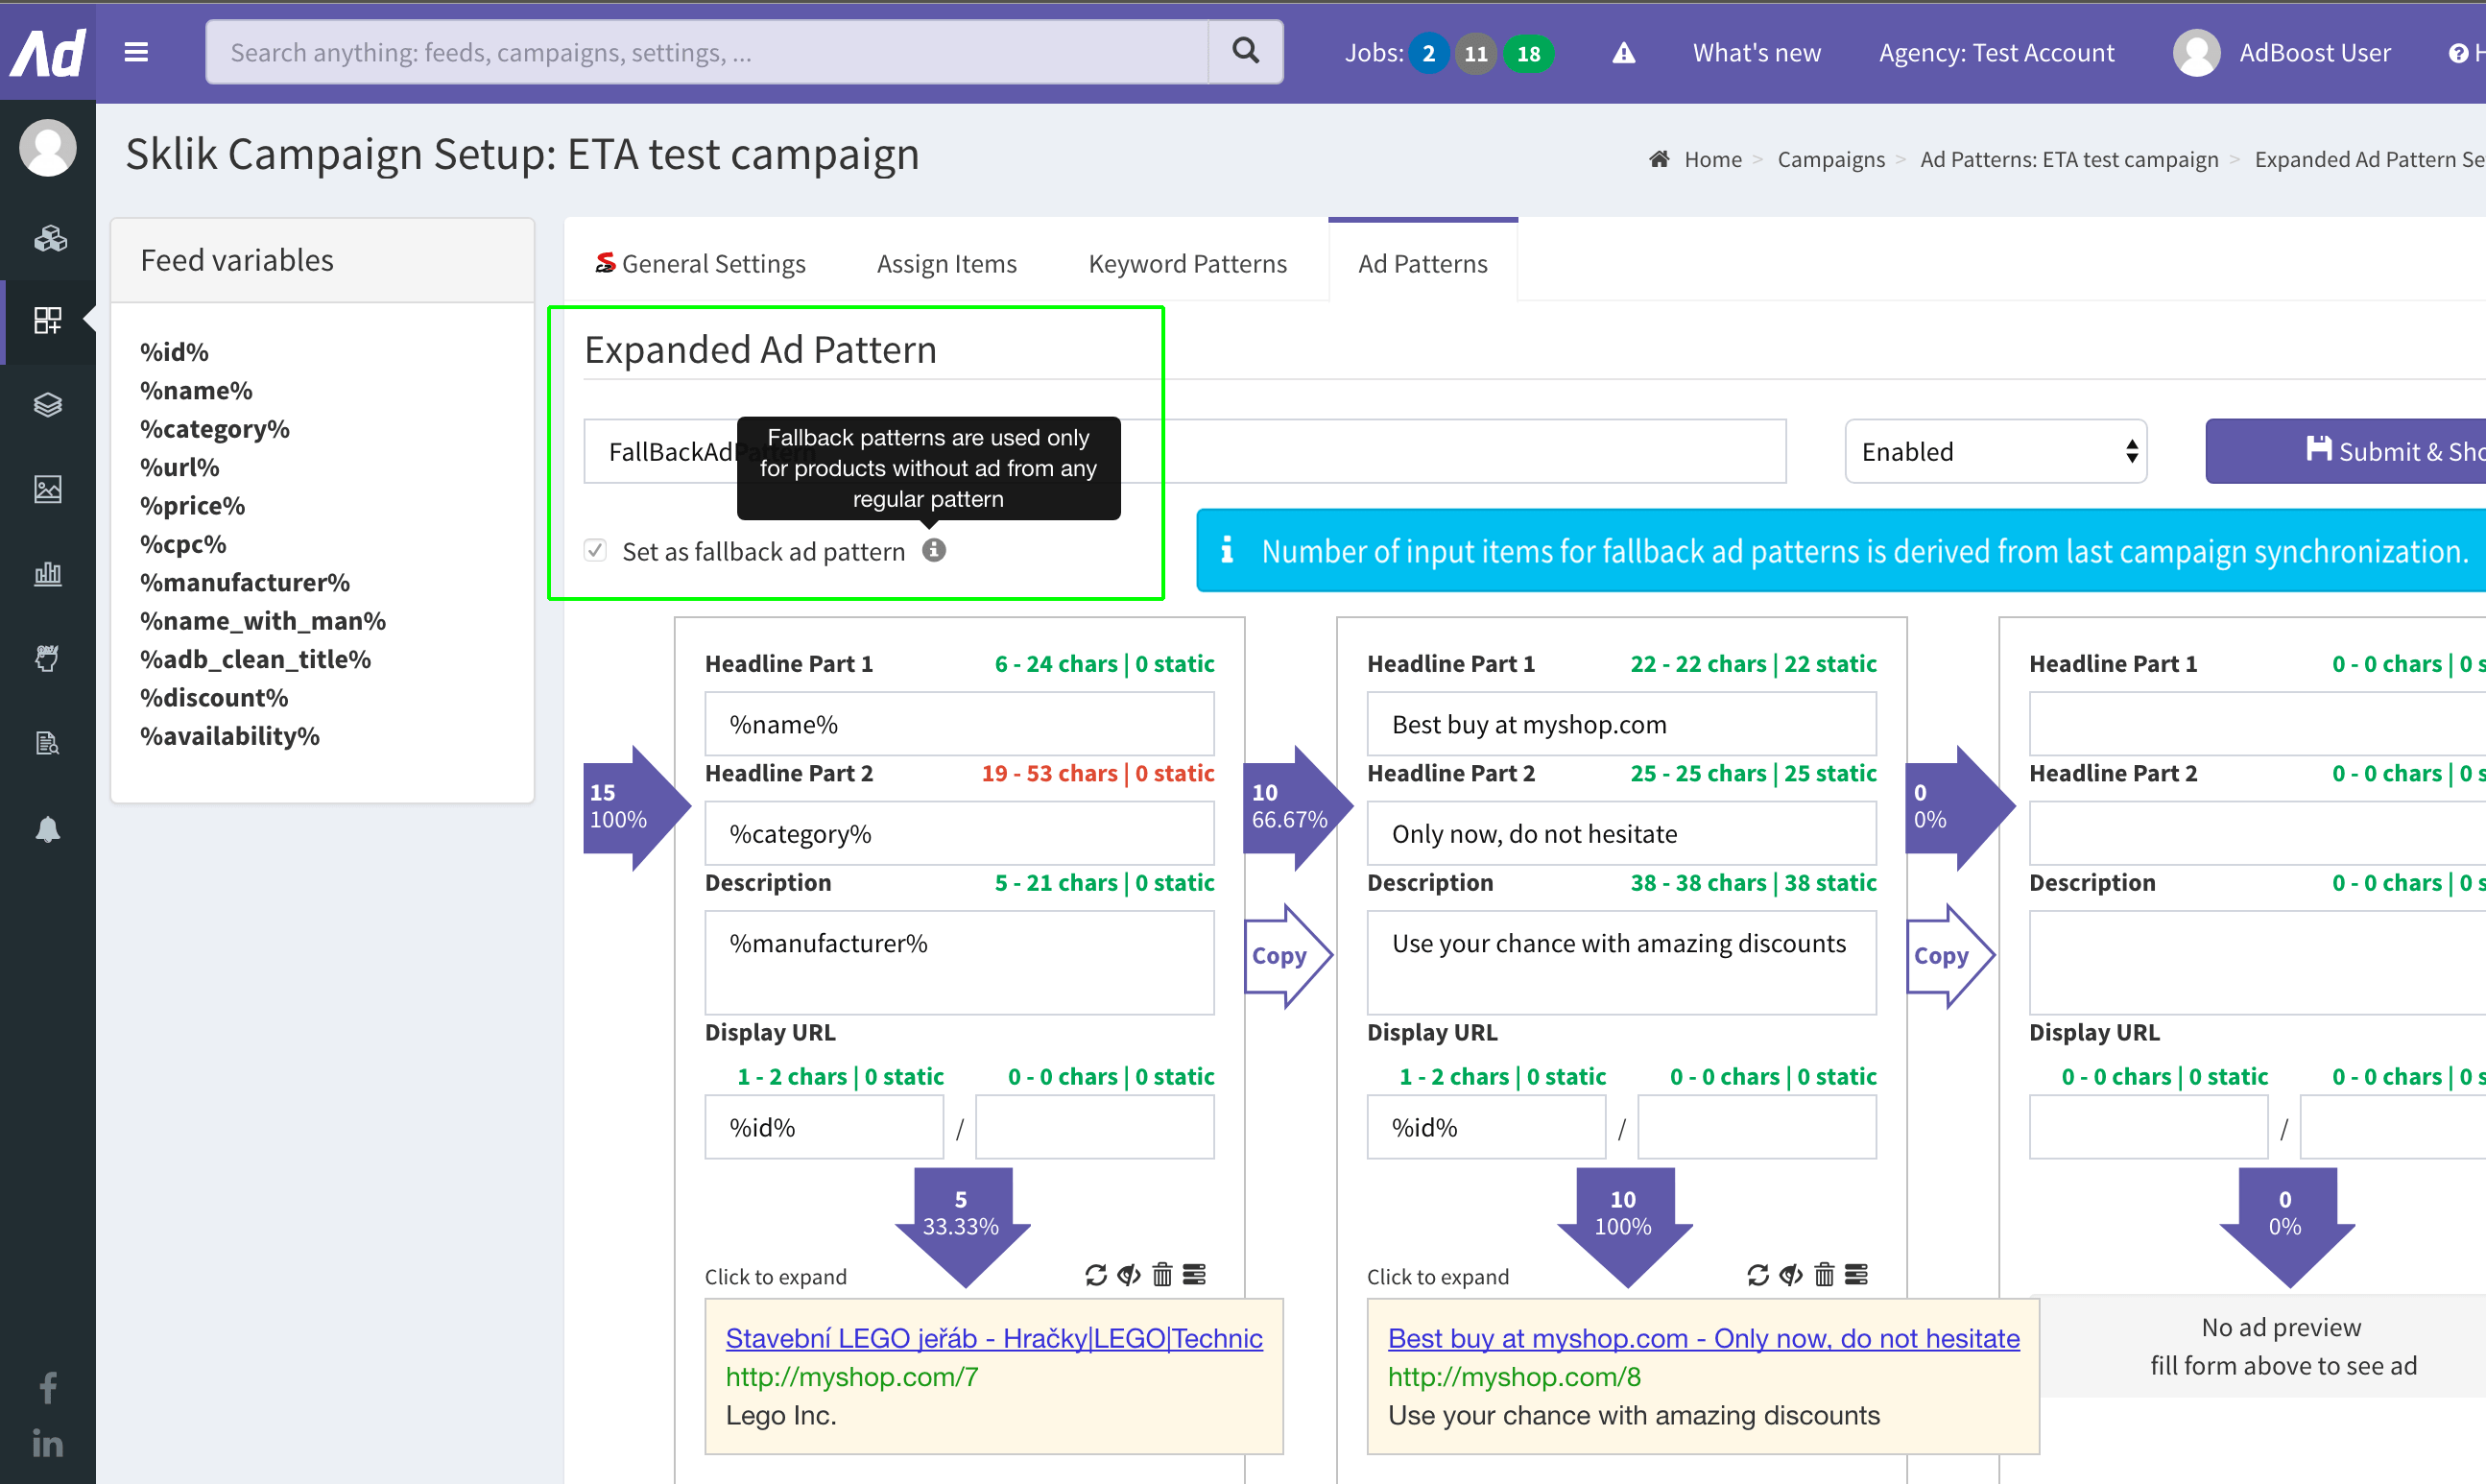 Ad
Search anything: feeds, campaigns, settings, ...
Jobs: 2 11 18
What's new
Agency: Test Account
AdBoost User
Sklik Campaign Setup: ETA test campaign
Home > Campaigns > Ad Patterns: ETA test campaign > Expanded Ad Pattern Se
Feed variables
%id%
%name%
%category%
%url%
%price%
%cpc%
%manufacturer%
%name_with_man%
%adb_clean_title%
%discount%
%availability%
General Settings
Assign Items
Keyword Patterns
Ad Patterns
Expanded Ad Pattern
FallBackAdPattern
Fallback patterns are used only
for products without ad from any
regular pattern
Enabled
Submit & Sho
Set as fallback ad pattern
Number of input items for fallback ad patterns is derived from last campaign synchronization.
15
100%
Headline Part 1 6 - 24 chars | 0 static
%name%
Headline Part 2 19 - 53 chars | 0 static
%category%
Description 5 - 21 chars | 0 static
%manufacturer%
Display URL
1 - 2 chars | 0 static 0 - 0 chars | 0 static
%id% /
5
33.33%
Click to expand
Stavební LEGO jeřáb - Hračky|LEGO|Technic
http://myshop.com/7
Lego Inc.
10
66.67%
Copy
Headline Part 1 22 - 22 chars | 22 static
Best buy at myshop.com
Headline Part 2 25 - 25 chars | 25 static
Only now, do not hesitate
Description 38 - 38 chars | 38 static
Use your chance with amazing discounts
Display URL
1 - 2 chars | 0 static 0 - 0 chars | 0 static
%id% /
10
100%
Click to expand
Best buy at myshop.com - Only now, do not hesitate
http://myshop.com/8
Use your chance with amazing discounts
0
0%
Copy
Headline Part 1 0 - 0 chars | 0 s
Headline Part 2 0 - 0 chars | 0 s
Description 0 - 0 chars | 0 s
Display URL
0 - 0 chars | 0 static 0 - 0 chars | 0 s
/
0
0%
No ad preview
fill form above to see ad